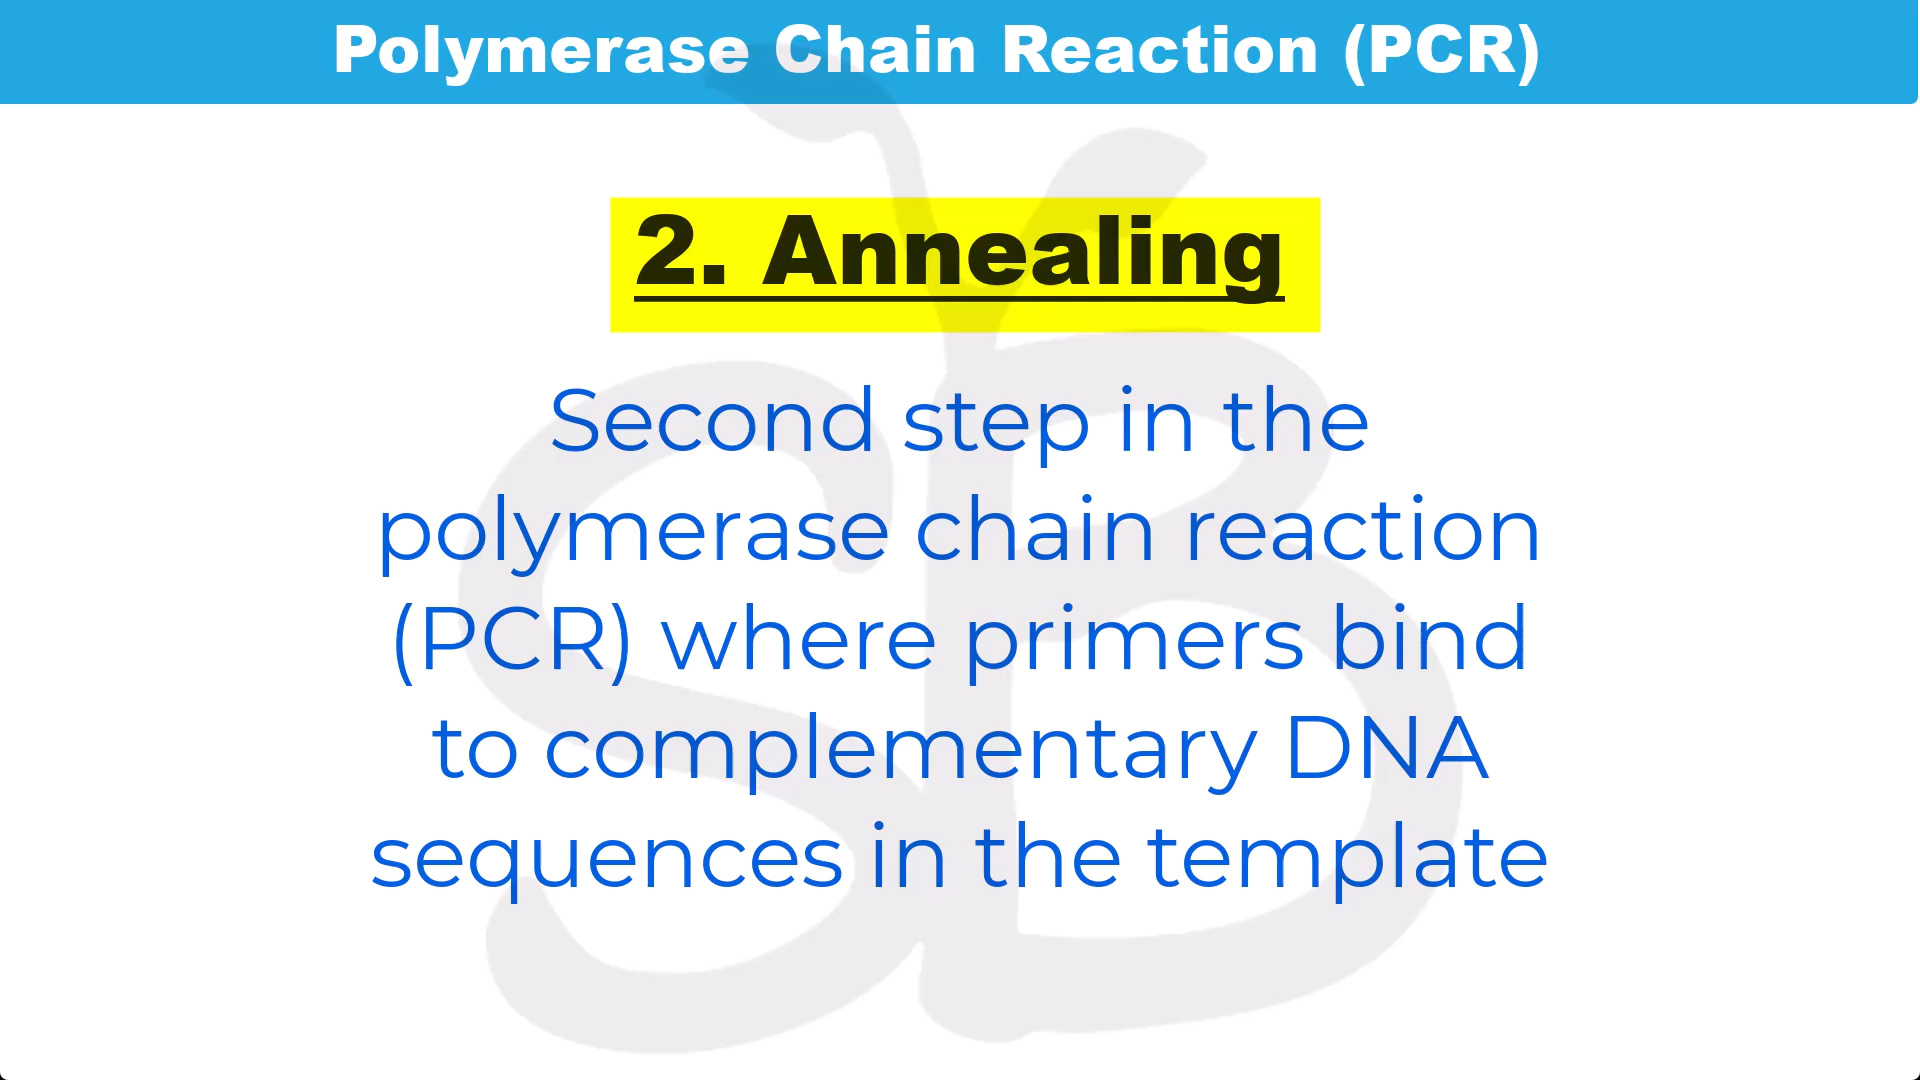 Polymerase Chain Reaction (PCR)
2. Annealing
Second step in the
polymerase chain reaction
(PCR) where primers bind
to complementary DNA
sequences in the template
SB